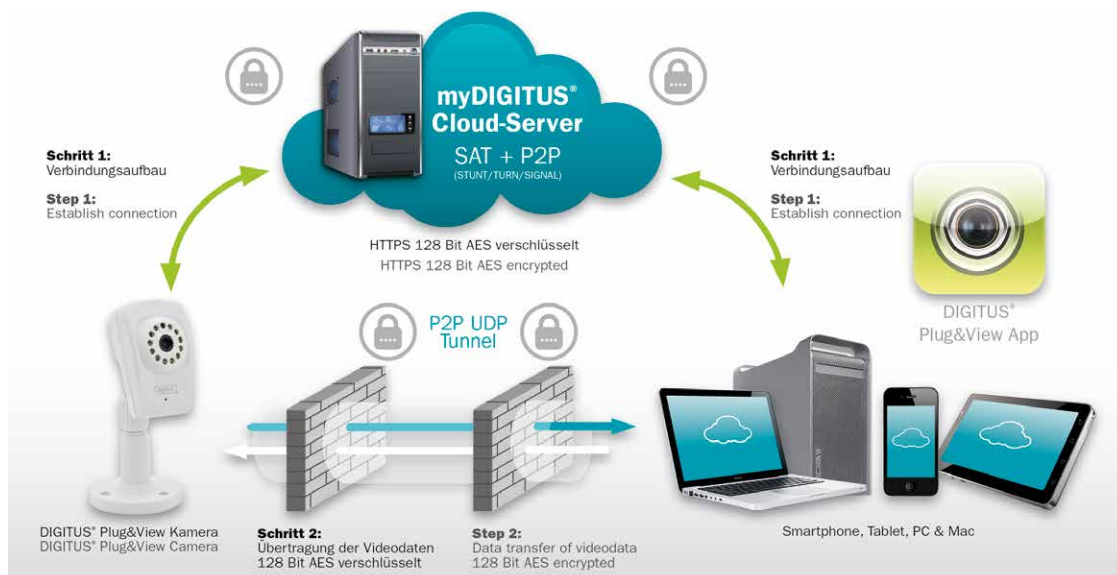 myDIGITUS®
Cloud-Server
SAT + P2P
(STUNT/TURN/SIGNAL)
Schritt 1:
Verbindungsaufbau
Step 1:
Establish connection
Schritt 1:
Verbindungsaufbau
Step 1:
Establish connection
HTTPS 128 Bit AES verschlüsselt
HTTPS 128 Bit AES encrypted
DIGITUS®
Plug&View App
P2P UDP
Tunnel
DIGITUS® Plug&View Kamera
DIGITUS® Plug&View Camera
Schritt 2:
Übertragung der Videodaten
128 Bit AES verschlüsselt
Step 2:
Data transfer of videodata
128 Bit AES encrypted
Smartphone, Tablet, PC & Mac